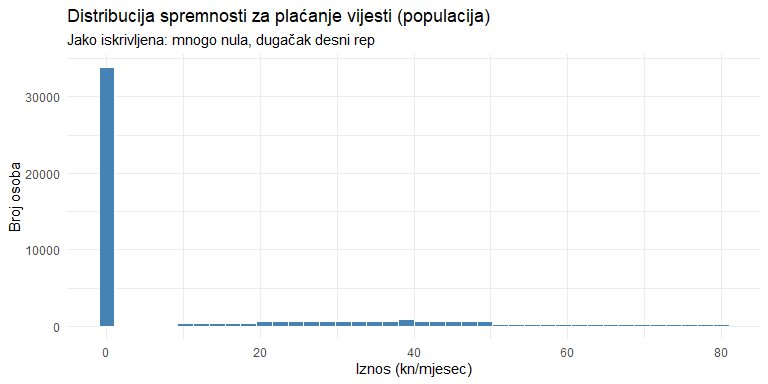 Distribucija spremnosti za plaćanje vijesti (populacija)
Jako iskrivljena: mnogo nula, dugačak desni rep
Broj osoba
30000
20000
10000
0
0 20 40 60 80
Iznos (kn/mjesec)